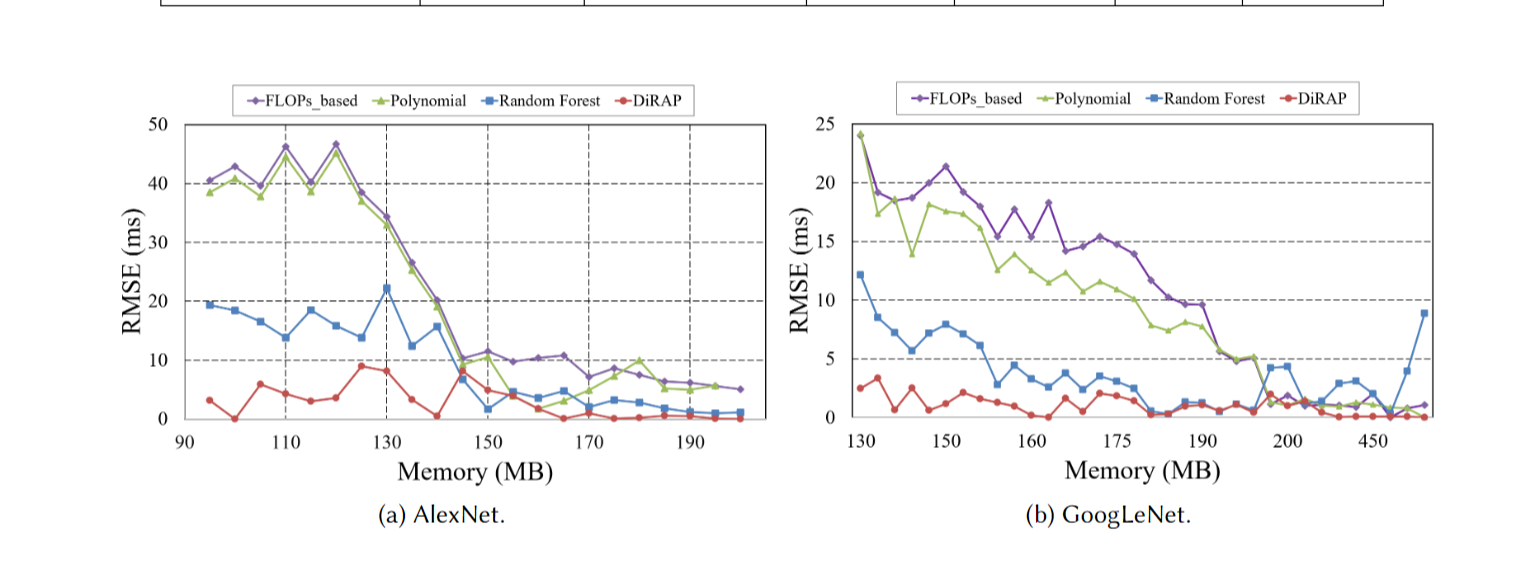 FLOPs_based Polynomial Random Forest DiRAP
50
40
30
20
10
0
RMSE (ms)
90 110 130 150 170 190
Memory (MB)
(a) AlexNet.
FLOPs_based Polynomial Random Forest DiRAP
25
20
15
10
5
0
RMSE (ms)
130 150 160 175 190 200 450
Memory (MB)
(b) GoogLeNet.